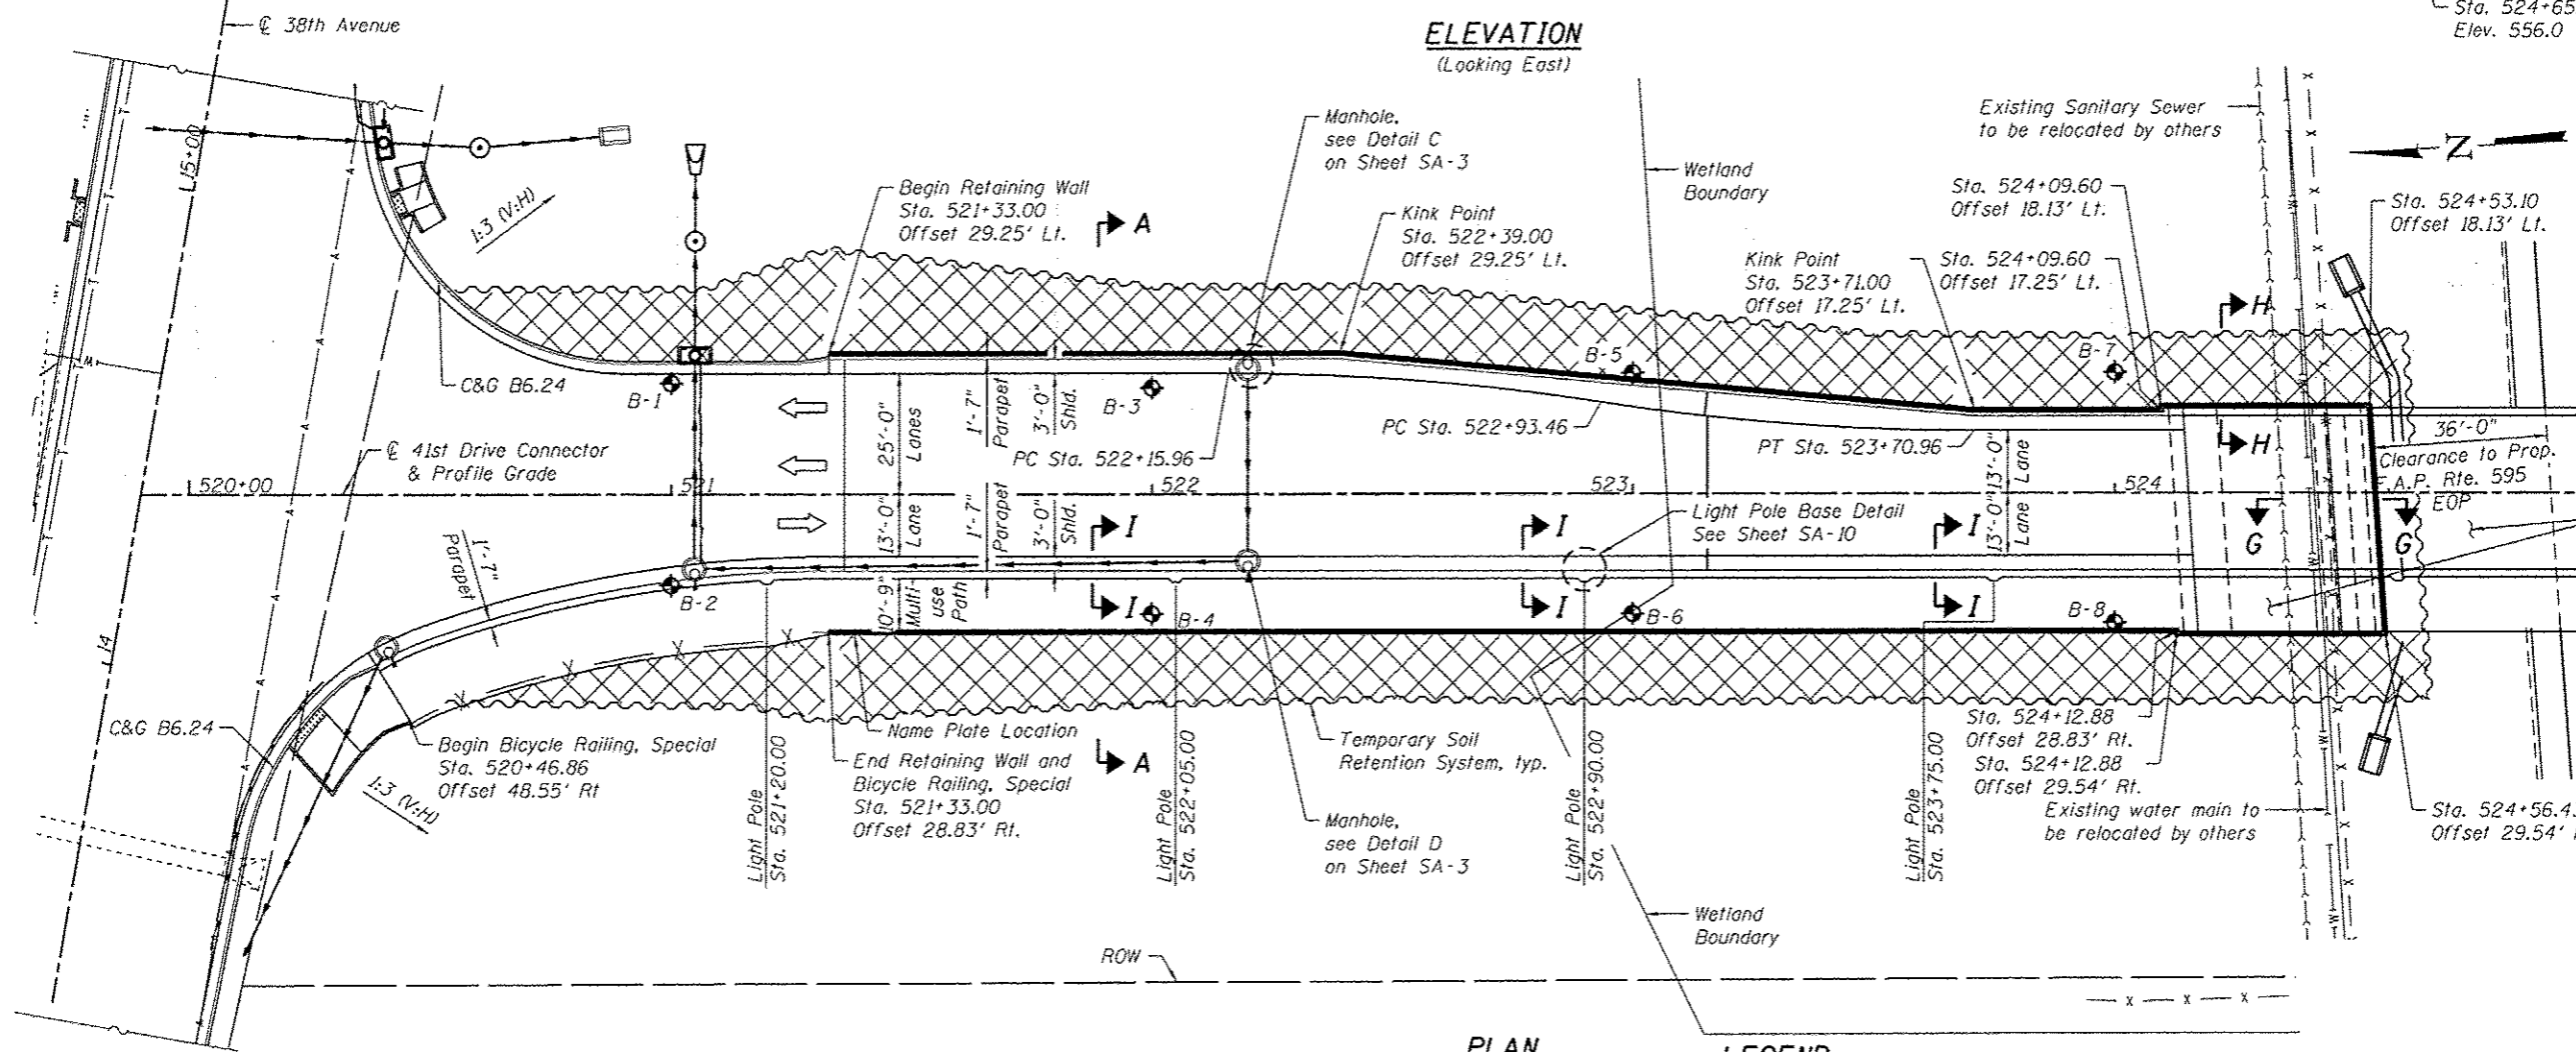 ℄ 38th Avenue
ELEVATION
(Looking East)
Sta. 524+65
Elev. 556.0
Manhole,
see Detail C
on Sheet SA-3
Existing Sanitary Sewer
to be relocated by others
Z
15+00
Wetland
Boundary
Begin Retaining Wall
Sta. 521+33.00
Offset 29.25' Lt.
A
Kink Point
Sta. 522+39.00
Offset 29.25' Lt.
Sta. 524+09.60
Offset 18.13' Lt.
Sta. 524+53.10
Offset 18.13' Lt.
1:3 (V:H)
Kink Point
Sta. 523+71.00
Offset 17.25' Lt.
Sta. 524+09.60
Offset 17.25' Lt.
H
B-5
B-7
C&G B6.24
B-1
B-3
25'-0"
Lanes
1'-7"
Parapet
3'-0"
Shld.
PC Sta. 522+15.96
PC Sta. 522+93.46
PT Sta. 523+70.96
13'-0"
Lane
H
36'-0"
Clearance to Prop.
F.A.P. Rte. 595
EOP
℄ 41st Drive Connector
& Profile Grade
520+00
521
522
523
524
13'-0"
Lane
1'-7"
Parapet
3'-0"
Shld.
I
I
I
Light Pole Base Detail
See Sheet SA-10
13'-0"
Lane
G
G
1'-7"
Parapet
B-2
10'-9"
Multi-
use
Path
I
B-4
I
B-6
I
B-8
14
C&G B6.24
Begin Bicycle Railing, Special
Sta. 520+46.86
Offset 48.55' Rt
1:3 (V:H)
Name Plate Location
End Retaining Wall and
Bicycle Railing, Special
Sta. 521+33.00
Offset 28.83' Rt.
A
Light Pole
Sta. 521+20.00
Light Pole
Sta. 522+05.00
Temporary Soil
Retention System, typ.
Manhole,
see Detail D
on Sheet SA-3
Light Pole
Sta. 522+90.00
Light Pole
Sta. 523+75.00
Sta. 524+12.88
Offset 28.83' Rt.
Sta. 524+12.88
Offset 29.54' Rt.
Existing water main to
be relocated by others
Sta. 524+56.4
Offset 29.54'
Wetland
Boundary
ROW
PLAN
LEGEND